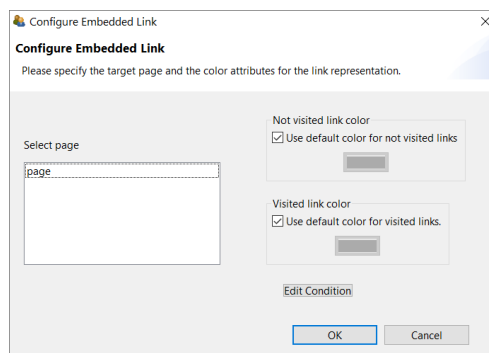 Configure Embedded Link
Configure Embedded Link
Please specify the target page and the color attributes for the link representation.
Select page
page
Not visited link color
Use default color for not visited links
Visited link color
Use default color for visited links.
Edit Condition
OK
Cancel